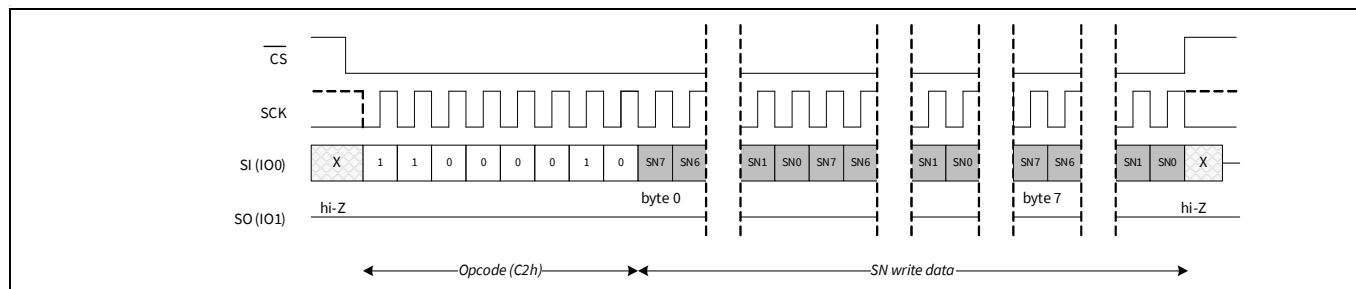 CS
SCK
SI (IO0) X 1 1 0 0 0 0 1 0 SN7 SN6 SN1 SN0 SN7 SN6 SN1 SN0 SN7 SN6 SN1 SN0 X
hi-Z byte 0 byte 7 hi-Z
SO (IO1)
Opcode (C2h) SN write data